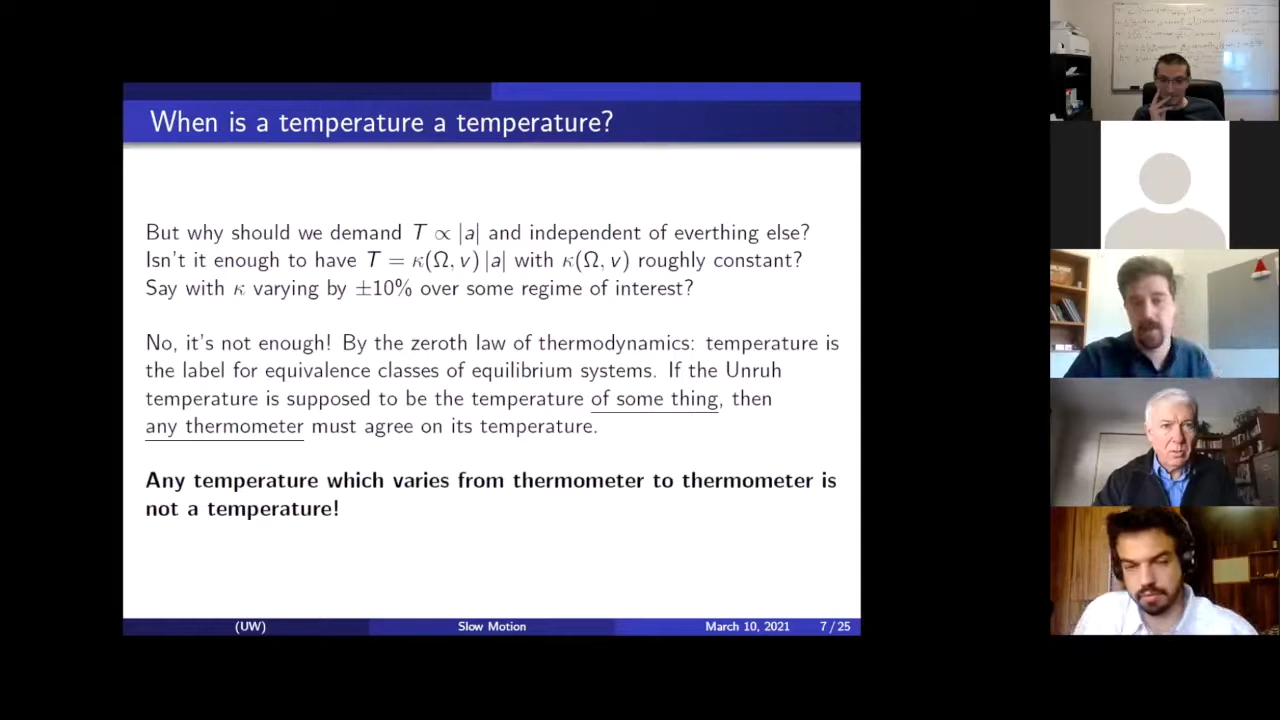 When is a temperature a temperature?
But why should we demand T ∝ |a| and independent of everthing else?
Isn't it enough to have T = κ(Ω, v) |a| with κ(Ω, v) roughly constant?
Say with κ varying by ±10% over some regime of interest?
No, it's not enough! By the zeroth law of thermodynamics: temperature is
the label for equivalence classes of equilibrium systems. If the Unruh
temperature is supposed to be the temperature of some thing, then
any thermometer must agree on its temperature.
Any temperature which varies from thermometer to thermometer is
not a temperature!
(UW) Slow Motion March 10, 2021 7 / 25